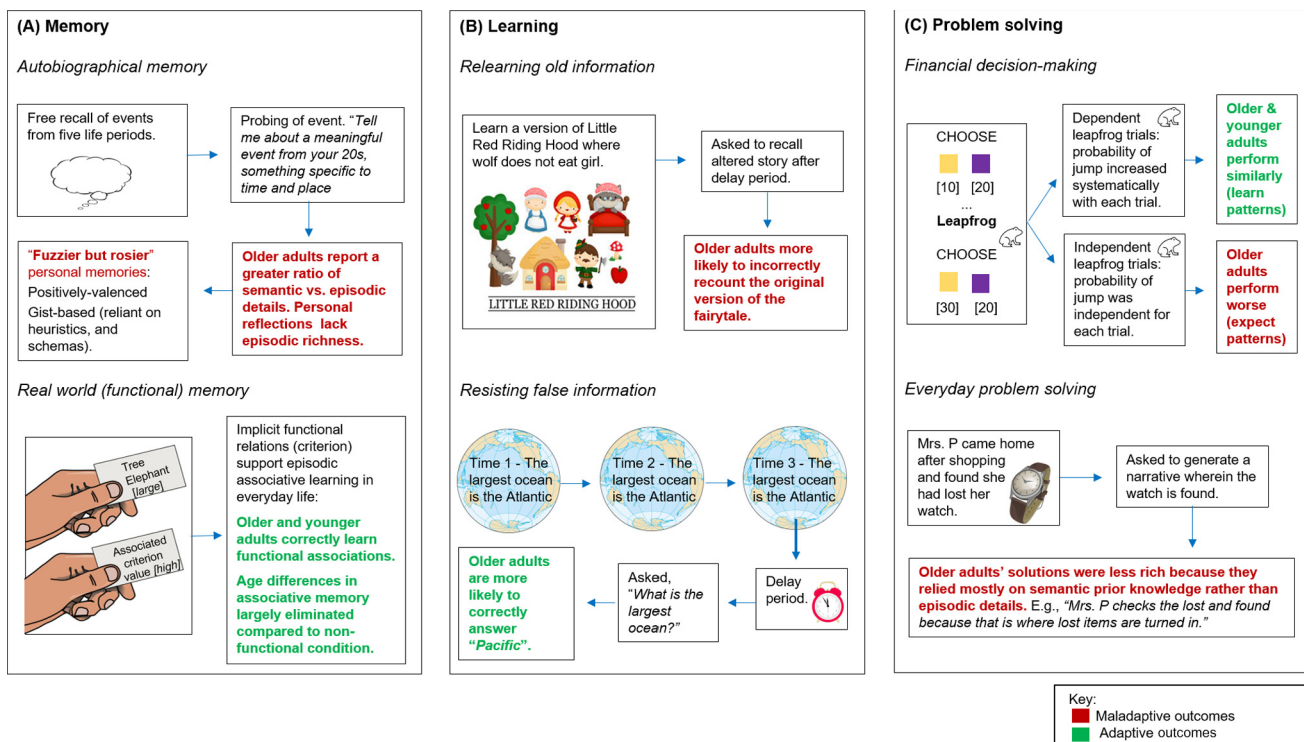 (A) Memory
Autobiographical memory
Free recall of events
from five life periods.
Probing of event. “Tell
me about a meaningful
event from your 20s,
something specific to
time and place
Older adults report a
greater ratio of
semantic vs. episodic
details. Personal
reflections lack
episodic richness.
“Fuzzier but rosier”
personal memories:
Positively-valenced
Gist-based (reliant on
heuristics, and
schemas).
Real world (functional) memory
Tree
Elephant
[large]
Associated
criterion
value [high]
Implicit functional
relations (criterion)
support episodic
associative learning in
everyday life:
Older and younger
adults correctly learn
functional associations.
Age differences in
associative memory
largely eliminated
compared to non-
functional condition.
(B) Learning
Relearning old information
Learn a version of Little
Red Riding Hood where
wolf does not eat girl.
LITTLE RED RIDING HOOD
Asked to recall
altered story after
delay period.
Older adults more
likely to incorrectly
recount the original
version of the
fairytale.
Resisting false information
Time 1 - The
largest ocean
is the Atlantic
Time 2 - The
largest ocean
is the Atlantic
Time 3 - The
largest ocean
is the Atlantic
Delay
period.
Asked,
“What is the
largest
ocean?”
Older adults
are more
likely to
correctly
answer
“Pacific”.
(C) Problem solving
Financial decision-making
CHOOSE
[10] [20]
...
Leapfrog
CHOOSE
[30] [20]
Dependent
leapfrog trials:
probability of
jump increased
systematically
with each trial.
Older &
younger
adults
perform
similarly
(learn
patterns)
Independent
leapfrog trials:
probability of
jump was
independent for
each trial.
Older
adults
perform
worse
(expect
patterns)
Everyday problem solving
Mrs. P came home
after shopping
and found she
had lost her
watch.
Asked to generate a
narrative wherein the
watch is found.
Older adults’ solutions were less rich because they
relied mostly on semantic prior knowledge rather than
episodic details. E.g., “Mrs. P checks the lost and found
because that is where lost items are turned in.”
Key:
Maladaptive outcomes
Adaptive outcomes